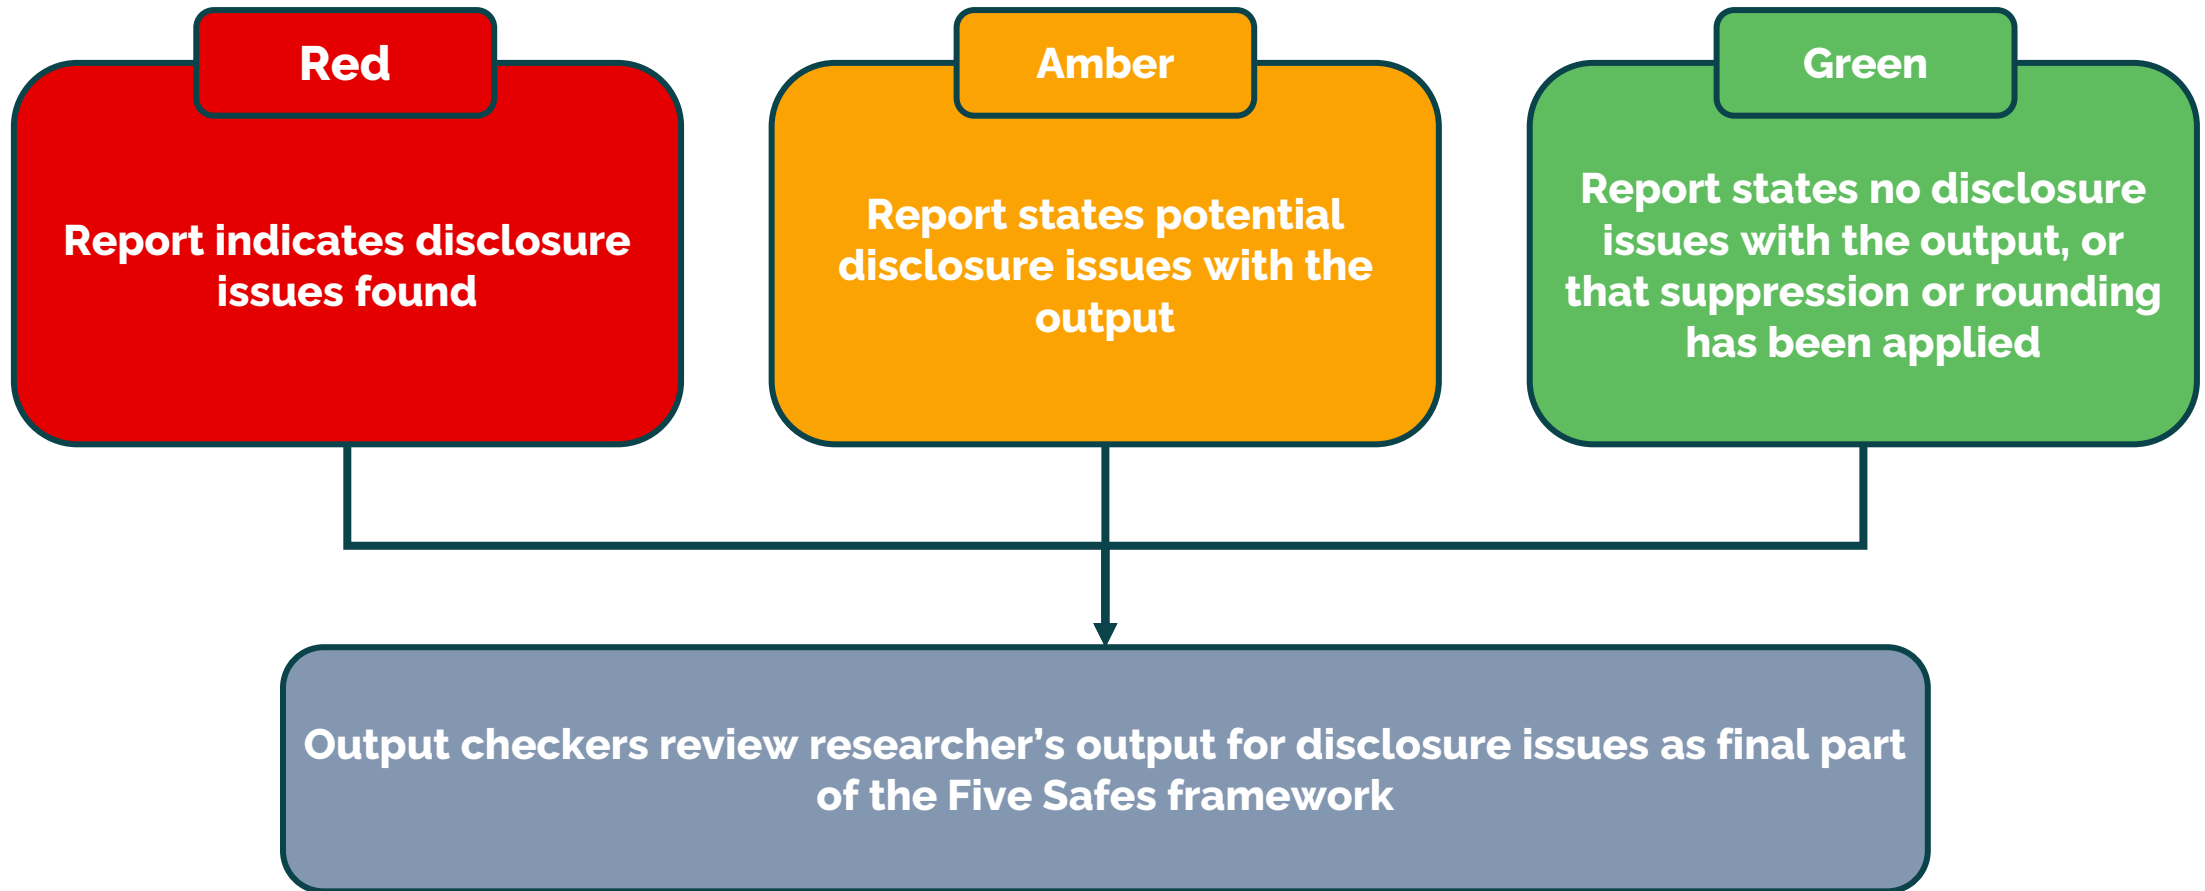 Red
Report indicates disclosure
issues found
Amber
Report states potential
disclosure issues with the
output
Green
Report states no disclosure
issues with the output, or
that suppression or rounding
has been applied
Output checkers review researcher’s output for disclosure issues as final part
of the Five Safes framework